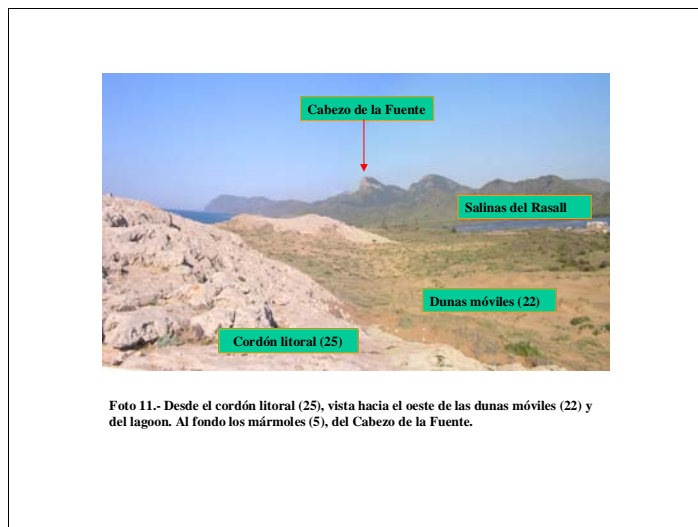 Cabezo de la Fuente
Salinas del Rasall
Dunas móviles (22)
Cordón litoral (25)
Foto 11.- Desde el cordón litoral (25), vista hacia el oeste de las dunas móviles (22) y
del lagoon. Al fondo los mármoles (5), del Cabezo de la Fuente.